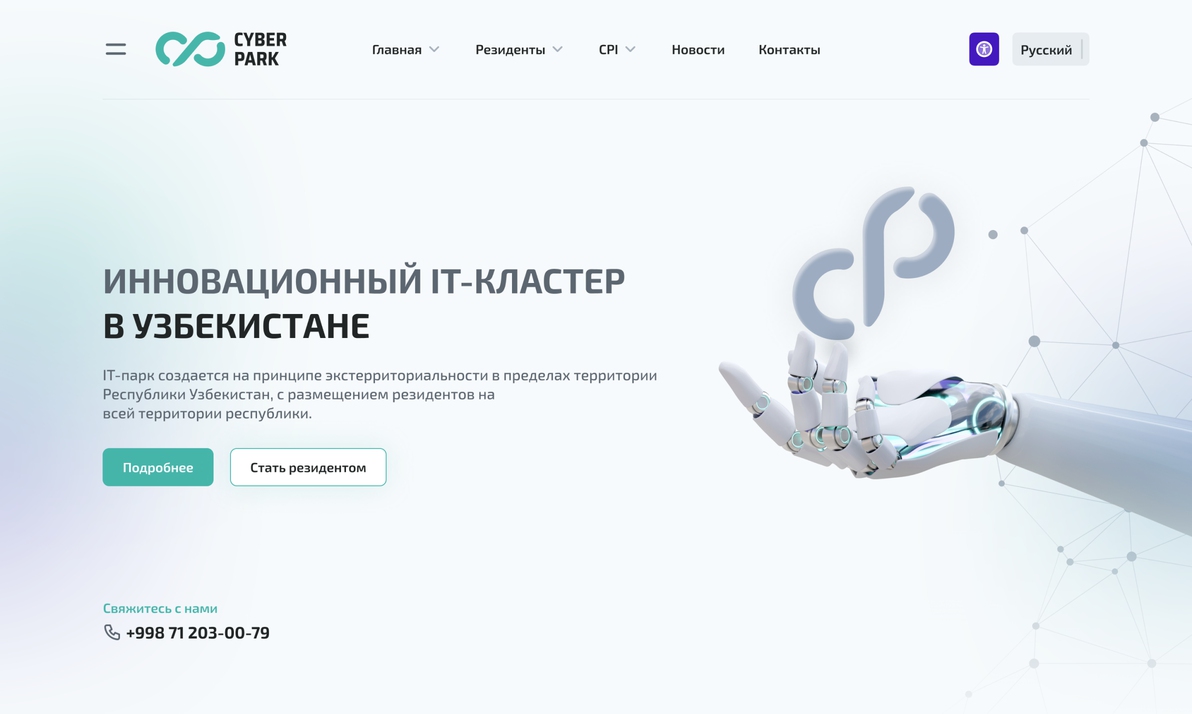 CYBER
PARK
Главная
Резиденты
CPI
Новости
Контакты
Русский
ИННОВАЦИОННЫЙ IT-КЛАСТЕР
В УЗБЕКИСТАНЕ
IT-парк создается на принципе экстерриториальности в пределах территории
Республики Узбекистан, с размещением резидентов на
всей территории республики.
Подробнее
Стать резидентом
Свяжитесь с нами
+998 71 203-00-79